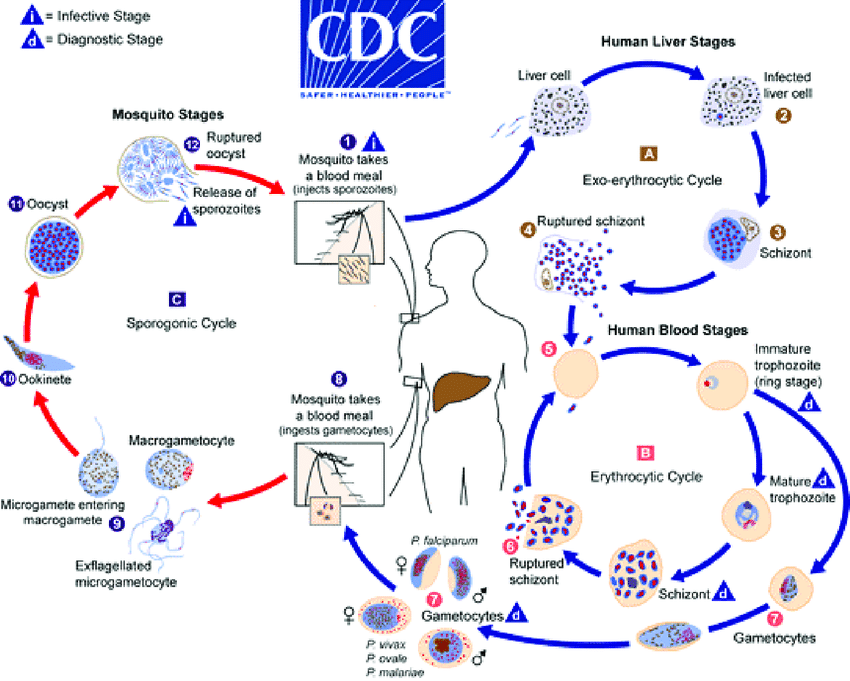 i = Infective Stage
d = Diagnostic Stage
CDC
SAFER·HEALTHIER·PEOPLE™
Human Liver Stages
Liver cell
Infected
liver cell
2
A
Exo-erythrocytic Cycle
4 Ruptured schizont
3
Schizont
Mosquito Stages
12 Ruptured
oocyst
Release of
sporozoites
i
11 Oocyst
C
Sporogonic Cycle
10 Ookinete
Macrogametocyte
Microgamete entering
macrogamete 9
Exflagellated
microgametocyte
1 i
Mosquito takes
a blood meal
(injects sporozoites)
8
Mosquito takes
a blood meal
(ingests gametocytes)
Human Blood Stages
5
Immature
trophozoite
(ring stage)
d
B
Erythrocytic Cycle
Mature d
trophozoite
6
Ruptured
schizont
Schizont d
7
Gametocytes
P. falciparum
♀
7
♂
Gametocytes d
♀
P. vivax
P. ovale
P. malariae
♂